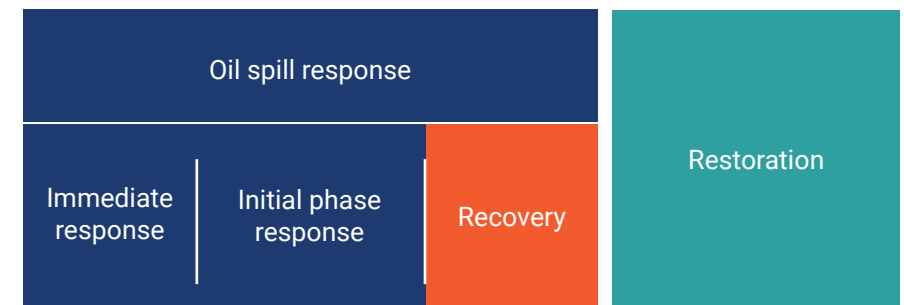 Oil spill response
Immediate
response
Initial phase
response
Recovery
Restoration